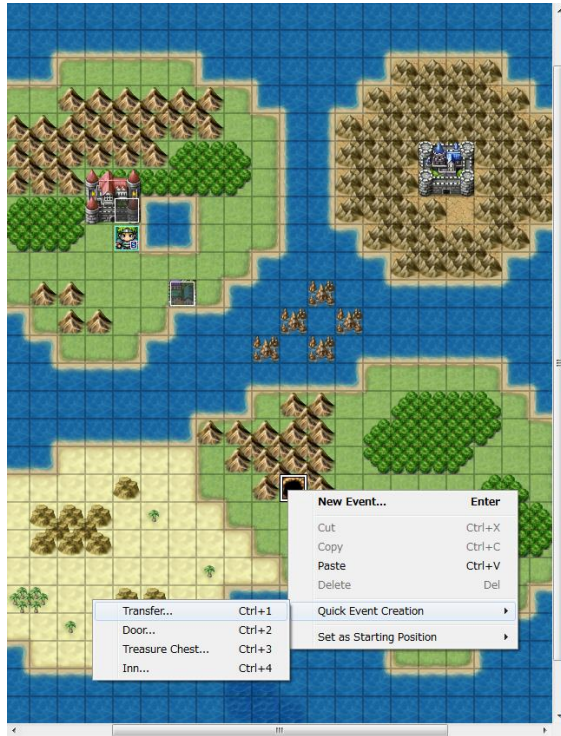 New Event... Enter
Cut Ctrl+X
Copy Ctrl+C
Paste Ctrl+V
Delete Del
Quick Event Creation
Set as Starting Position
Transfer... Ctrl+1
Door... Ctrl+2
Treasure Chest... Ctrl+3
Inn... Ctrl+4